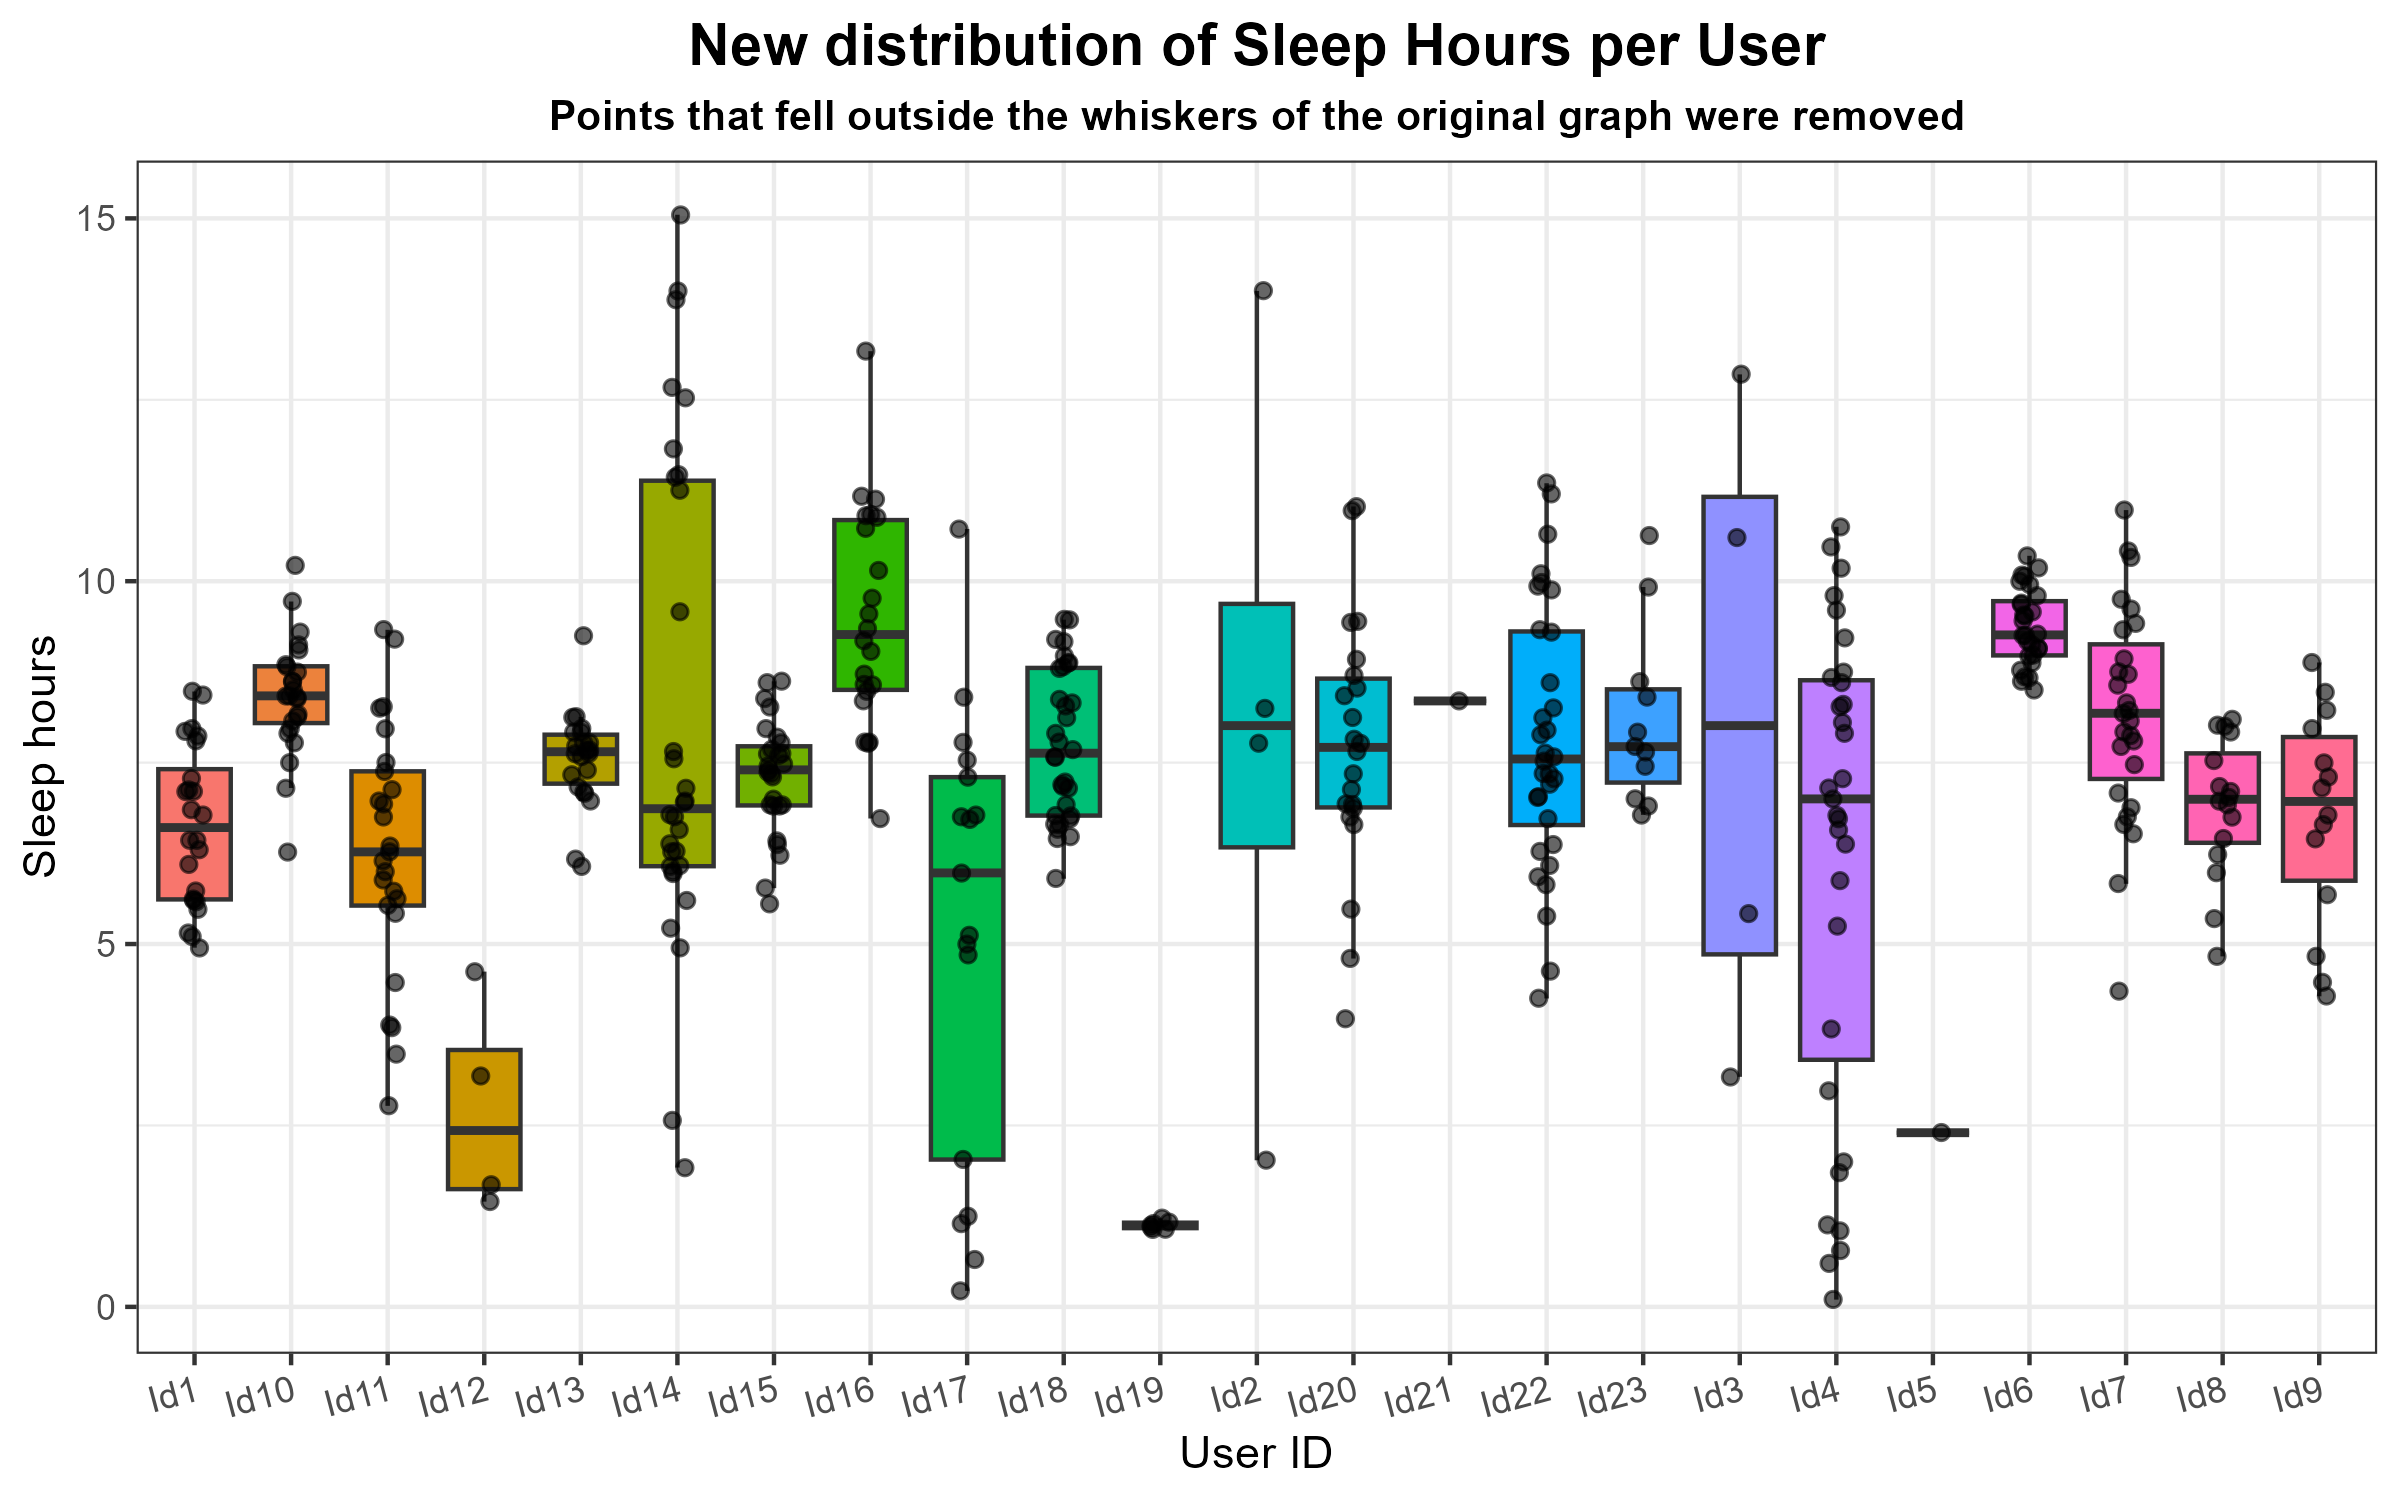 New distribution of Sleep Hours per User
Points that fell outside the whiskers of the original graph were removed
Sleep hours
15
10
5
0
Id1 Id10 Id11 Id12 Id13 Id14 Id15 Id16 Id17 Id18 Id19 Id2 Id20 Id21 Id22 Id23 Id3 Id4 Id5 Id6 Id7 Id8 Id9
User ID